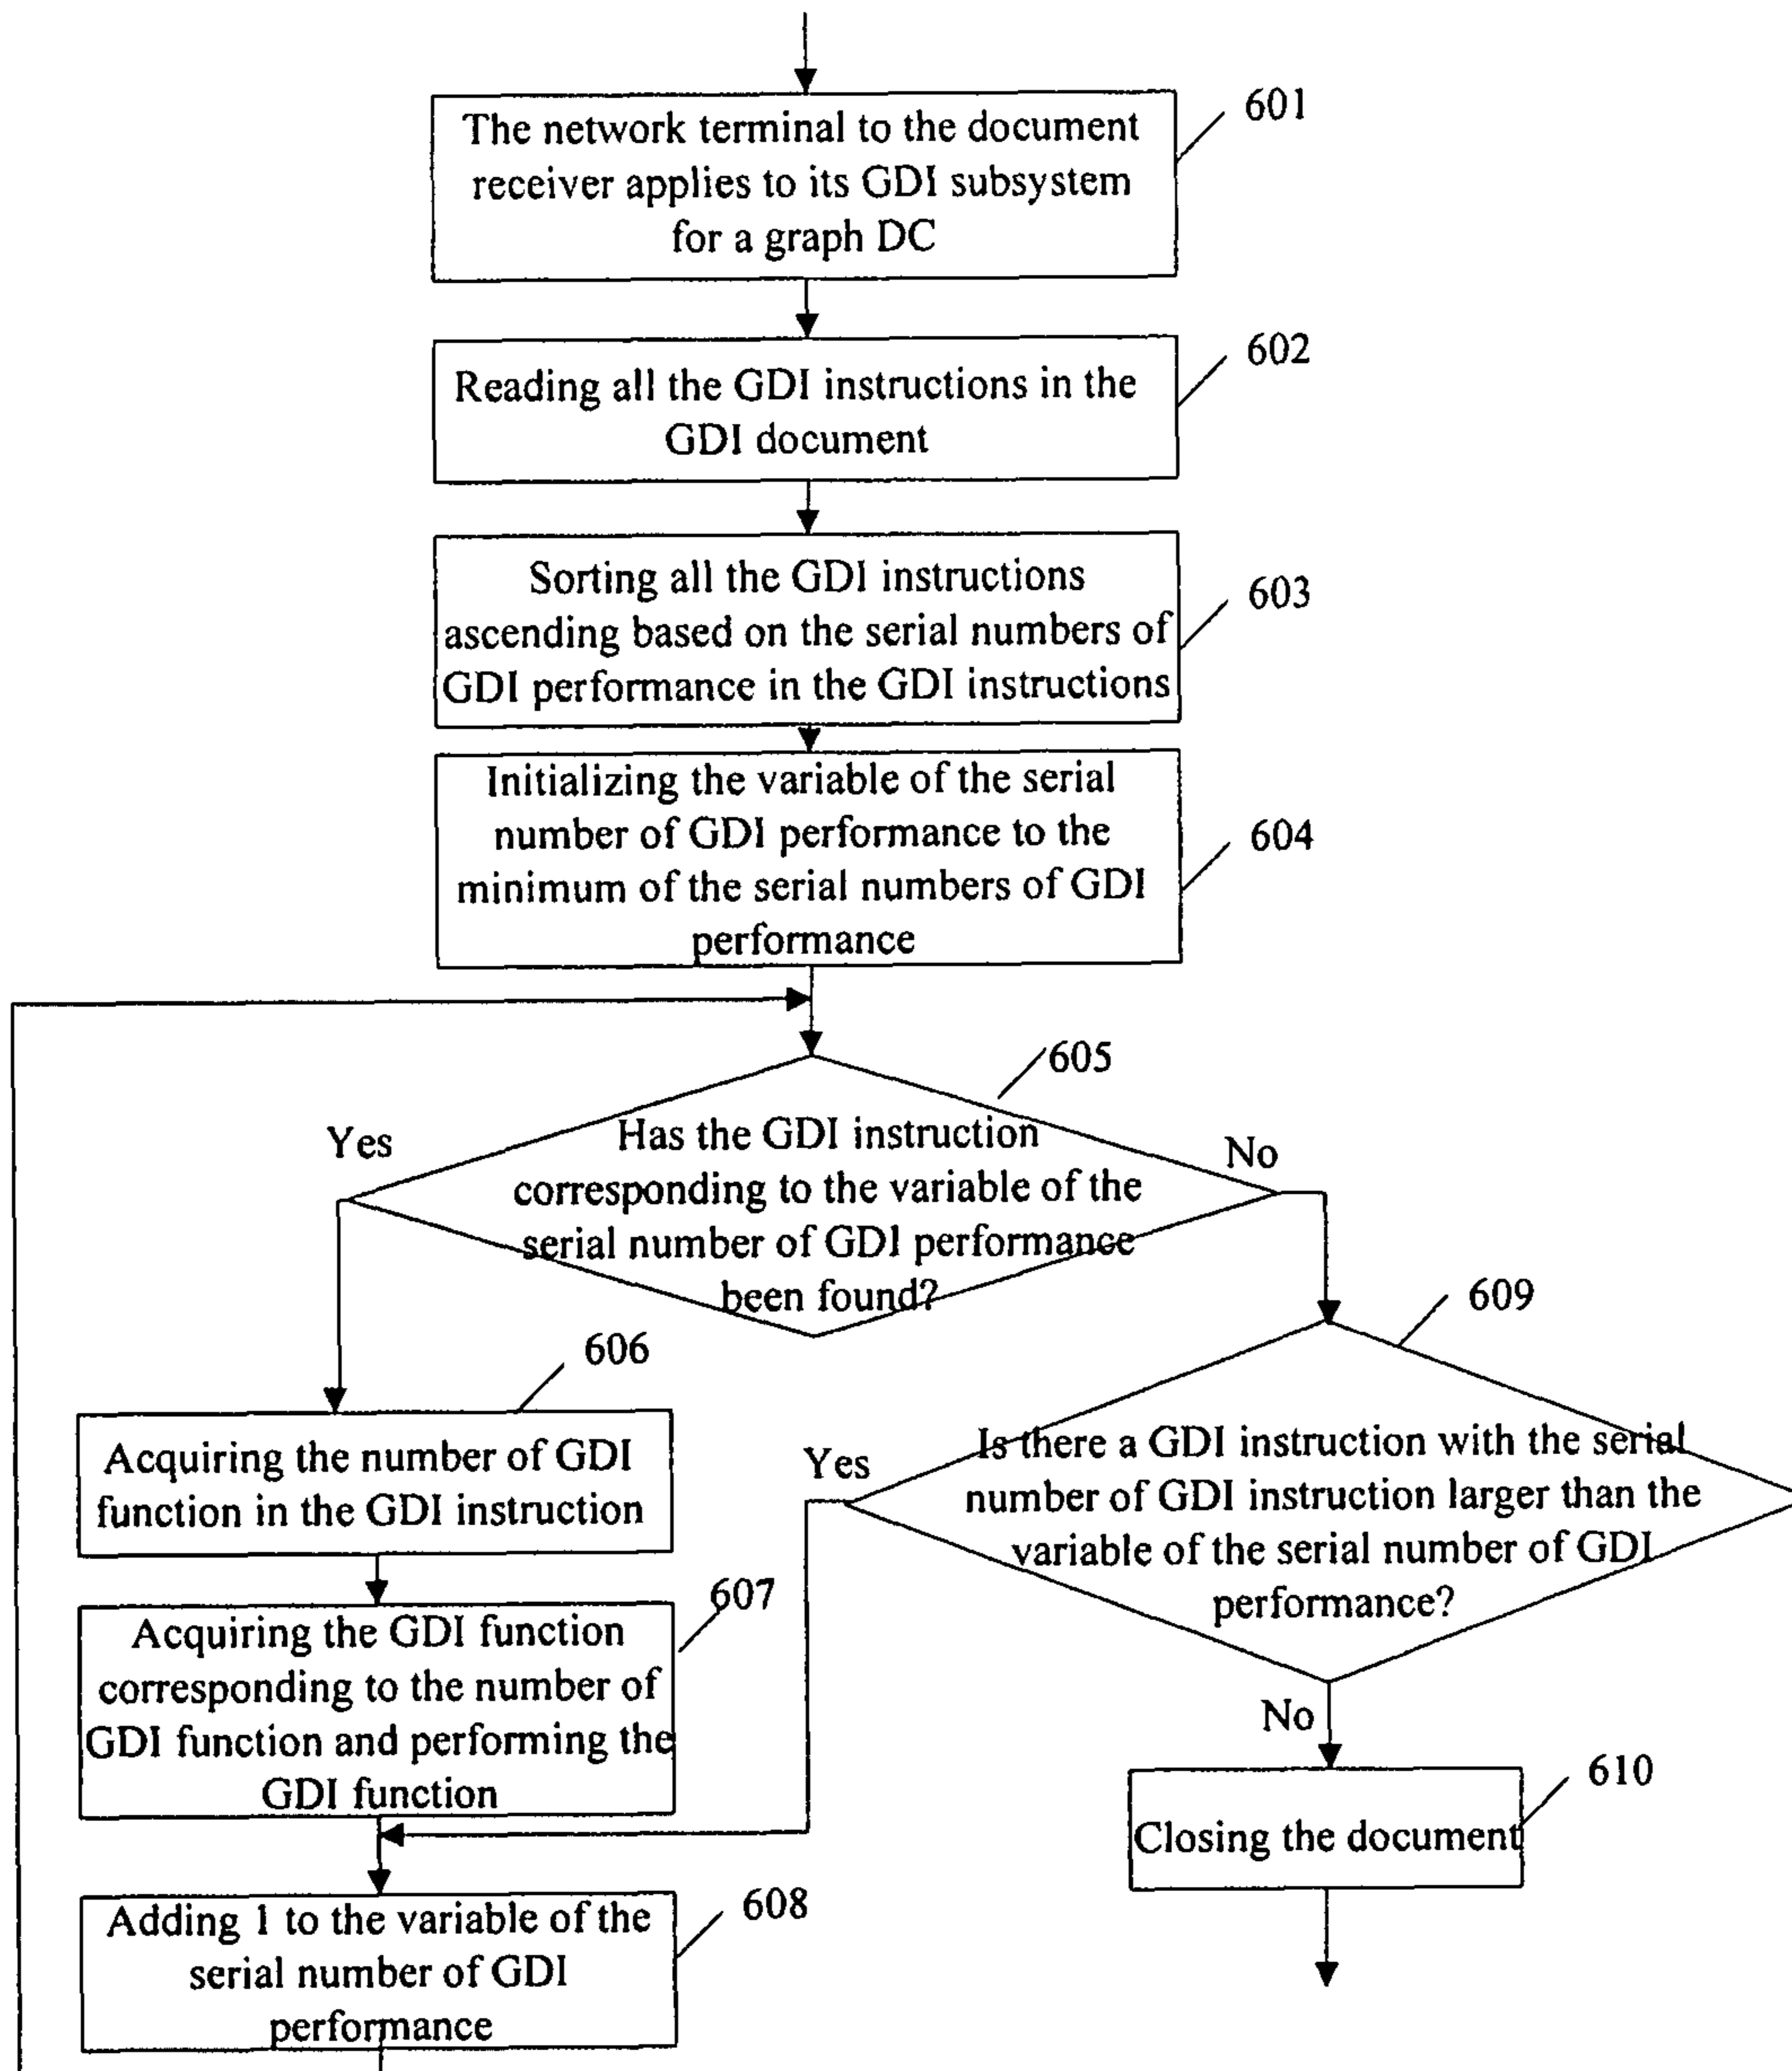 The network terminal to the document
receiver applies to its GDI subsystem
for a graph DC
601
Reading all the GDI instructions in the
GDI document
602
Sorting all the GDI instructions
ascending based on the serial numbers of
GDI performance in the GDI instructions
603
Initializing the variable of the serial
number of GDI performance to the
minimum of the serial numbers of GDI
performance
604
605
Has the GDI instruction
corresponding to the variable of the
serial number of GDI performance
been found?
Yes
No
606
Acquiring the number of GDI
function in the GDI instruction
607
Acquiring the GDI function
corresponding to the number of
GDI function and performing the
GDI function
608
Adding 1 to the variable of the
serial number of GDI
performance
609
Is there a GDI instruction with the serial
number of GDI instruction larger than the
variable of the serial number of GDI
performance?
Yes
No
610
Closing the document